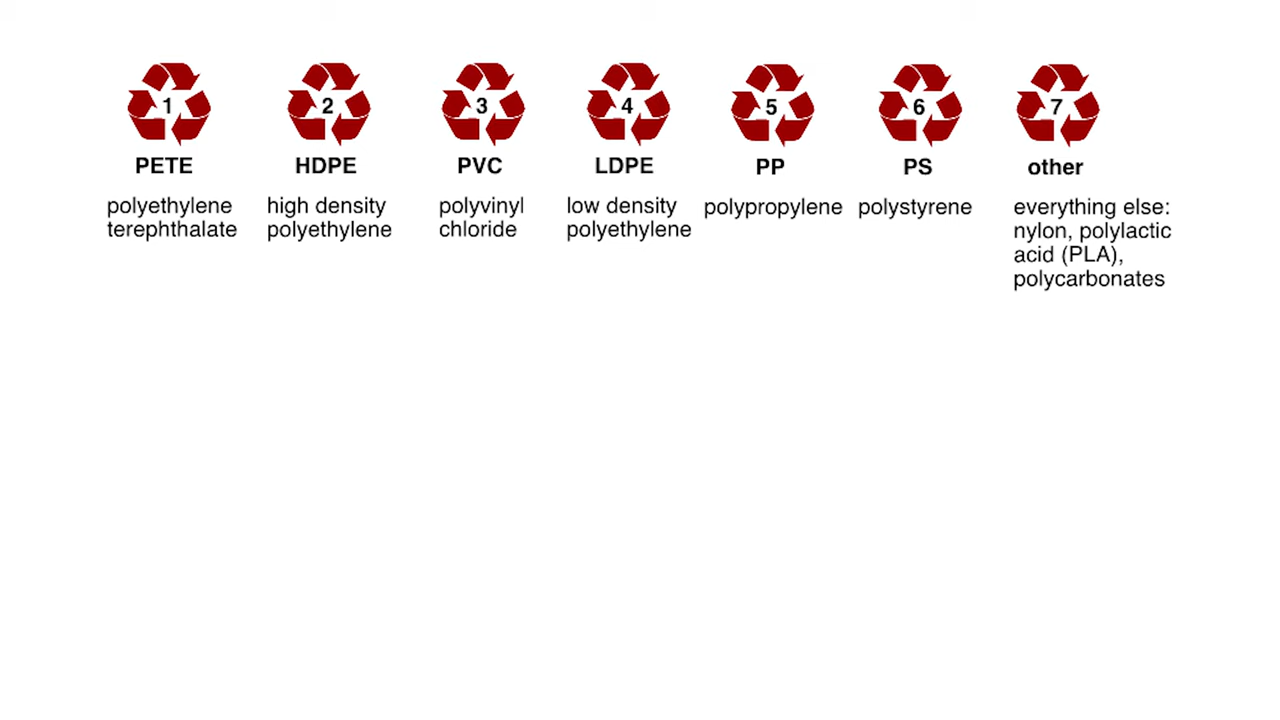 1
PETE
polyethylene
terephthalate
2
HDPE
high density
polyethylene
3
PVC
polyvinyl
chloride
4
LDPE
low density
polyethylene
5
PP
polypropylene
6
PS
polystyrene
7
other
everything else:
nylon, polylactic
acid (PLA),
polycarbonates